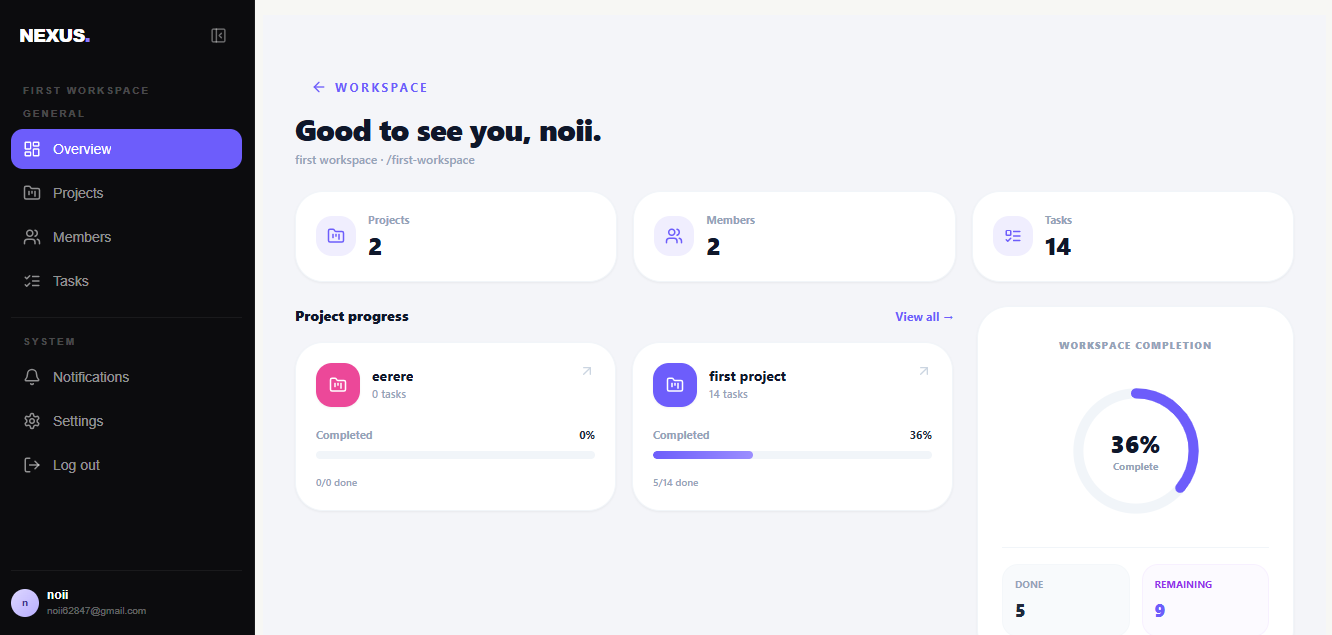 NEXUS.
FIRST WORKSPACE
GENERAL
Overview
Projects
Members
Tasks
SYSTEM
Notifications
Settings
Log out
n
noii
noii62847@gmail.com
← WORKSPACE
Good to see you, noii.
first workspace · /first-workspace
Projects
2
Members
2
Tasks
14
Project progress
View all →
eerere
0 tasks
Completed 0%
0/0 done
first project
14 tasks
Completed 36%
5/14 done
WORKSPACE COMPLETION
36%
Complete
DONE
5
REMAINING
9